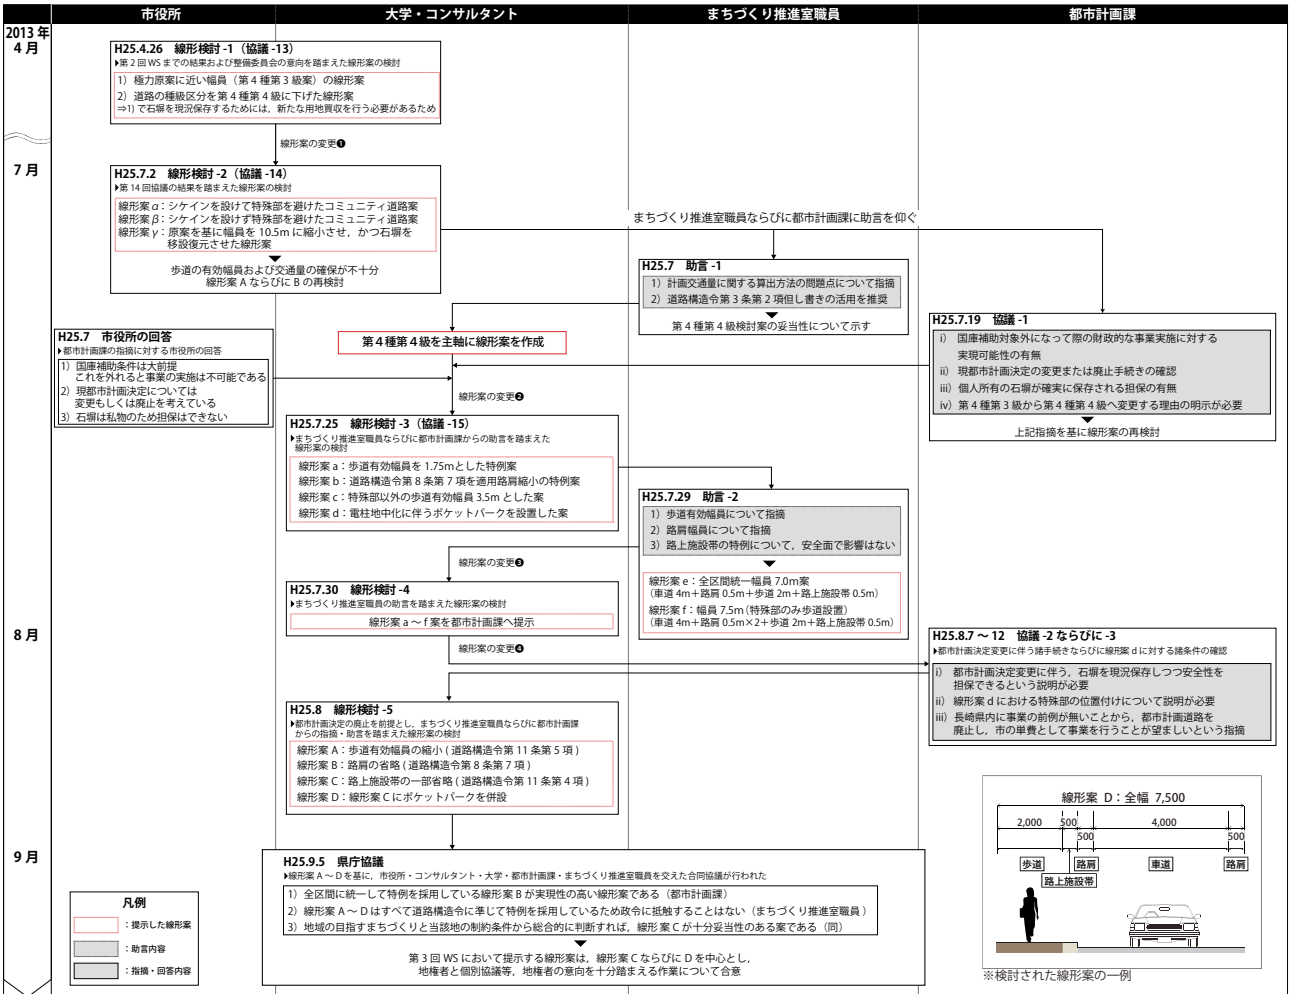 市役所
大学・コンサルタント
まちづくり推進室職員
都市計画課
2013 年
4 月
H25.4.26 線形検討 -1（協議 -13）
▶第 2 回 WS までの結果および整備委員会の意向を踏まえた線形案の検討
1）極力原案に近い幅員（第 4 種第 3 級案）の線形案
2）道路の種級区分を第 4 種第 4 級に下げた線形案
⇒1) で石塀を現況保存するためには，新たな用地買収を行う必要があるため
線形案の変更❶
7 月
H25.7.2 線形検討 -2（協議 -14）
▶第 14 回協議の結果を踏まえた線形案の検討
線形案 α：シケインを設けて特殊部を避けたコミュニティ道路案
線形案 β：シケインを設けず特殊部を避けたコミュニティ道路案
線形案 γ：原案を基に幅員を 10.5m に縮小させ，かつ石塀を
移設復元させた線形案
歩道の有効幅員および交通量の確保が不十分
線形案 A ならびに B の再検討
まちづくり推進室職員ならびに都市計画課に助言を仰ぐ
H25.7 助言 -1
1）計画交通量に関する算出方法の問題点について指摘
2）道路構造令第 3 条第 2 項但し書きの活用を推奨
第 4 種第 4 級検討案の妥当性について示す
H25.7.19 協議 -1
i） 国庫補助対象外になって際の財政的な事業実施に対する
実現可能性の有無
ii） 現都市計画決定の変更または廃止手続きの確認
iii）個人所有の石塀が確実に保存される担保の有無
iv）第 4 種第 3 級から第 4 種第 4 級へ変更する理由の明示が必要
上記指摘を基に線形案の再検討
H25.7 市役所の回答
▶都市計画課の指摘に対する市役所の回答
1）国庫補助条件は大前提
これを外れると事業の実施は不可能である
2）現都市計画決定については
変更もしくは廃止を考えている
3）石塀は私物のため担保はできない
第４種第４級を主軸に線形案を作成
線形案の変更❷
H25.7.25 線形検討 -3（協議 -15）
▶まちづくり推進室職員ならびに都市計画課からの助言を踏まえた
線形案の検討
線形案 a：歩道有効幅員を 1.75mとした特例案
線形案 b：道路構造令第 8 条第 7 項を適用路肩縮小の特例案
線形案 c：特殊部以外の歩道有効幅員 3.5m とした案
線形案 d：電柱地中化に伴うポケットパークを設置した案
H25.7.29 助言 -2
1）歩道有効幅員について指摘
2）路肩幅員について指摘
3）路上施設帯の特例について，安全面で影響はない
線形案 e：全区間統一幅員 7.0m案
（車道 4m＋路肩 0.5m＋歩道 2m＋路上施設帯 0.5m）
線形案 f：幅員 7.5m（特殊部のみ歩道設置）
（車道 4m＋路肩 0.5m×2＋歩道 2m＋路上施設帯 0.5m）
線形案の変更❸
H25.7.30 線形検討 -4
▶まちづくり推進室職員の助言を踏まえた線形案の検討
線形案 a ～ f 案を都市計画課へ提示
8 月
線形案の変更❹
H25.8.7 ～ 12 協議 -2 ならびに -3
▶都市計画決定変更に伴う諸手続きならびに線形案 d に対する諸条件の確認
i） 都市計画決定変更に伴う，石塀を現況保存しつつ安全性を
担保できるという説明が必要
ii）線形案 d における特殊部の位置付けについて説明が必要
iii）長崎県内に事業の前例が無いことから，都市計画道路を
廃止し，市の単費として事業を行うことが望ましいという指摘
H25.8 線形検討 -5
▶都市計画決定の廃止を前提とし，まちづくり推進室職員ならびに都市計画課
からの指摘・助言を踏まえた線形案の検討
線形案 A：歩道有効幅員の縮小 ( 道路構造令第 11 条第 5 項 )
線形案 B：路肩の省略 ( 道路構造令第 8 条第 7 項 )
線形案 C：路上施設帯の一部省略 ( 道路構造令第 11 条第 4 項 )
線形案 D：線形案 C にポケットパークを併設
9 月
H25.9.5 県庁協議
▶線形案 A ～ D を基に，市役所・コンサルタント・大学・都市計画課・まちづくり推進室職員を交えた合同協議が行われた
1）全区間に統一して特例を採用している線形案 B が実現性の高い線形案である（都市計画課）
2）線形案 A ～ D はすべて道路構造令に準じて特例を採用しているため政令に抵触することはない（まちづくり推進室職員 ）
3）地域の目指すまちづくりと当該地の制約条件から総合的に判断すれば，線形案 C が十分妥当性のある案である（同）
第 3 回 WS において提示する線形案は，線形案 C ならびに D を中心とし，
地権者と個別協議等，地権者の意向を十分踏まえる作業について合意
凡例
：提示した線形案
：助言内容
：指摘・回答内容
線形案 D：全幅 7,500
2,000
500
4,000
500
500
歩道
路肩
車道
路肩
路上施設帯
※検討された線形案の一例